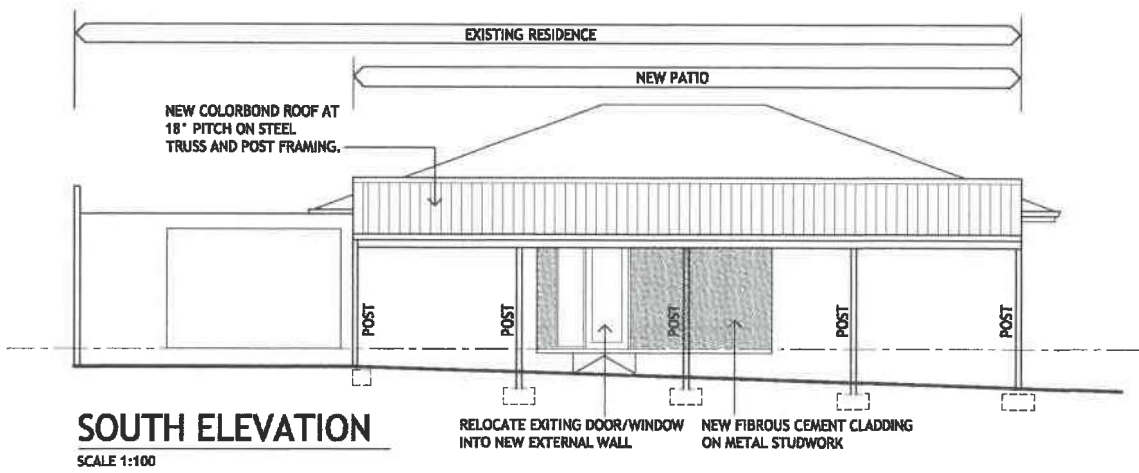 EXISTING RESIDENCE
NEW PATIO
NEW COLORBOND ROOF AT
18° PITCH ON STEEL
TRUSS AND POST FRAMING.
POST
POST
POST
POST
POST
SOUTH ELEVATION
SCALE 1:100
RELOCATE EXITING DOOR/WINDOW
INTO NEW EXTERNAL WALL
NEW FIBROUS CEMENT CLADDING
ON METAL STUDWORK